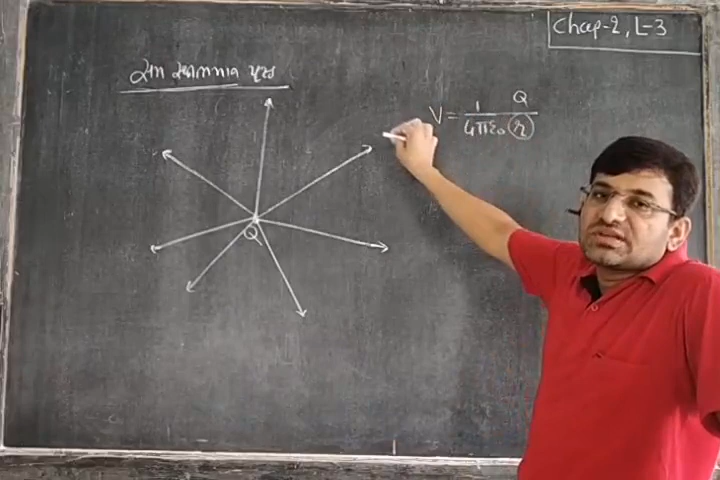 Chap-2, L-3
સમ સ્થિતિમાન પૃષ્ઠ
V = 1/4πε₀ Q/r
Q